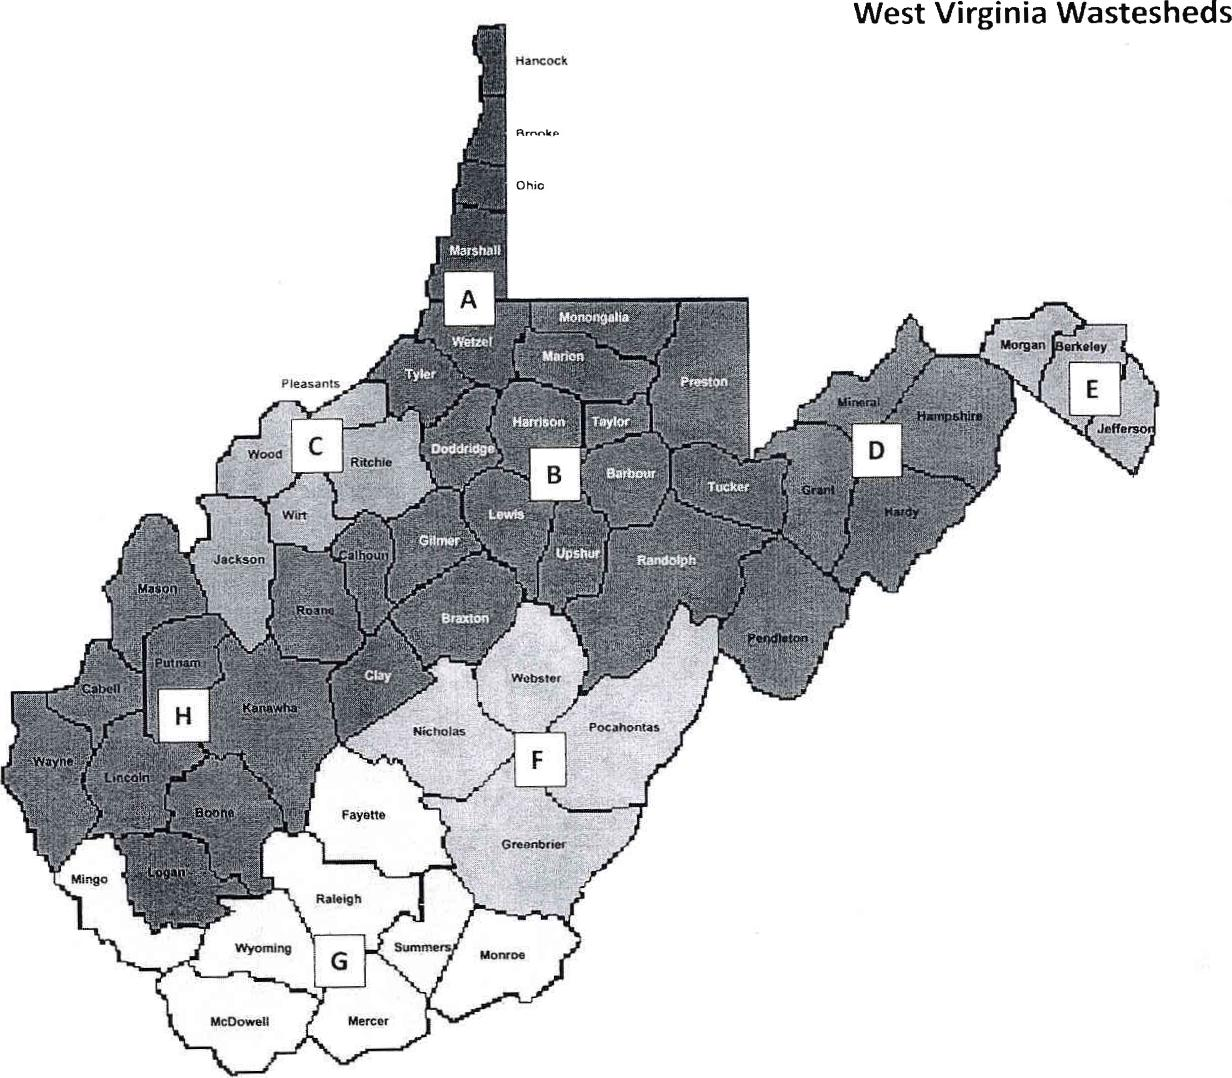 West Virginia Wastesheds
Hancock
Brooke
Ohio
Marshall
A
Monongalia
Wetzel
Morgan
Berkeley
Marion
Tyler
Pleasants
Preston
E
Mineral
Hampshire
Harrison
Taylor
Jefferson
C
Doddridge
D
Wood
Ritchie
B
Barbour
Tucker
Grant
Wirt
Lewis
Hardy
Gilmer
Calhoun
Upshur
Jackson
Randolph
Mason
Roane
Braxton
Pendleton
Putnam
Clay
Webster
Cabell
Kanawha
H
Nicholas
Pocahontas
Wayne
F
Lincoln
Boone
Fayette
Greenbrier
Logan
Mingo
Raleigh
Wyoming
Summers
Monroe
G
McDowell
Mercer